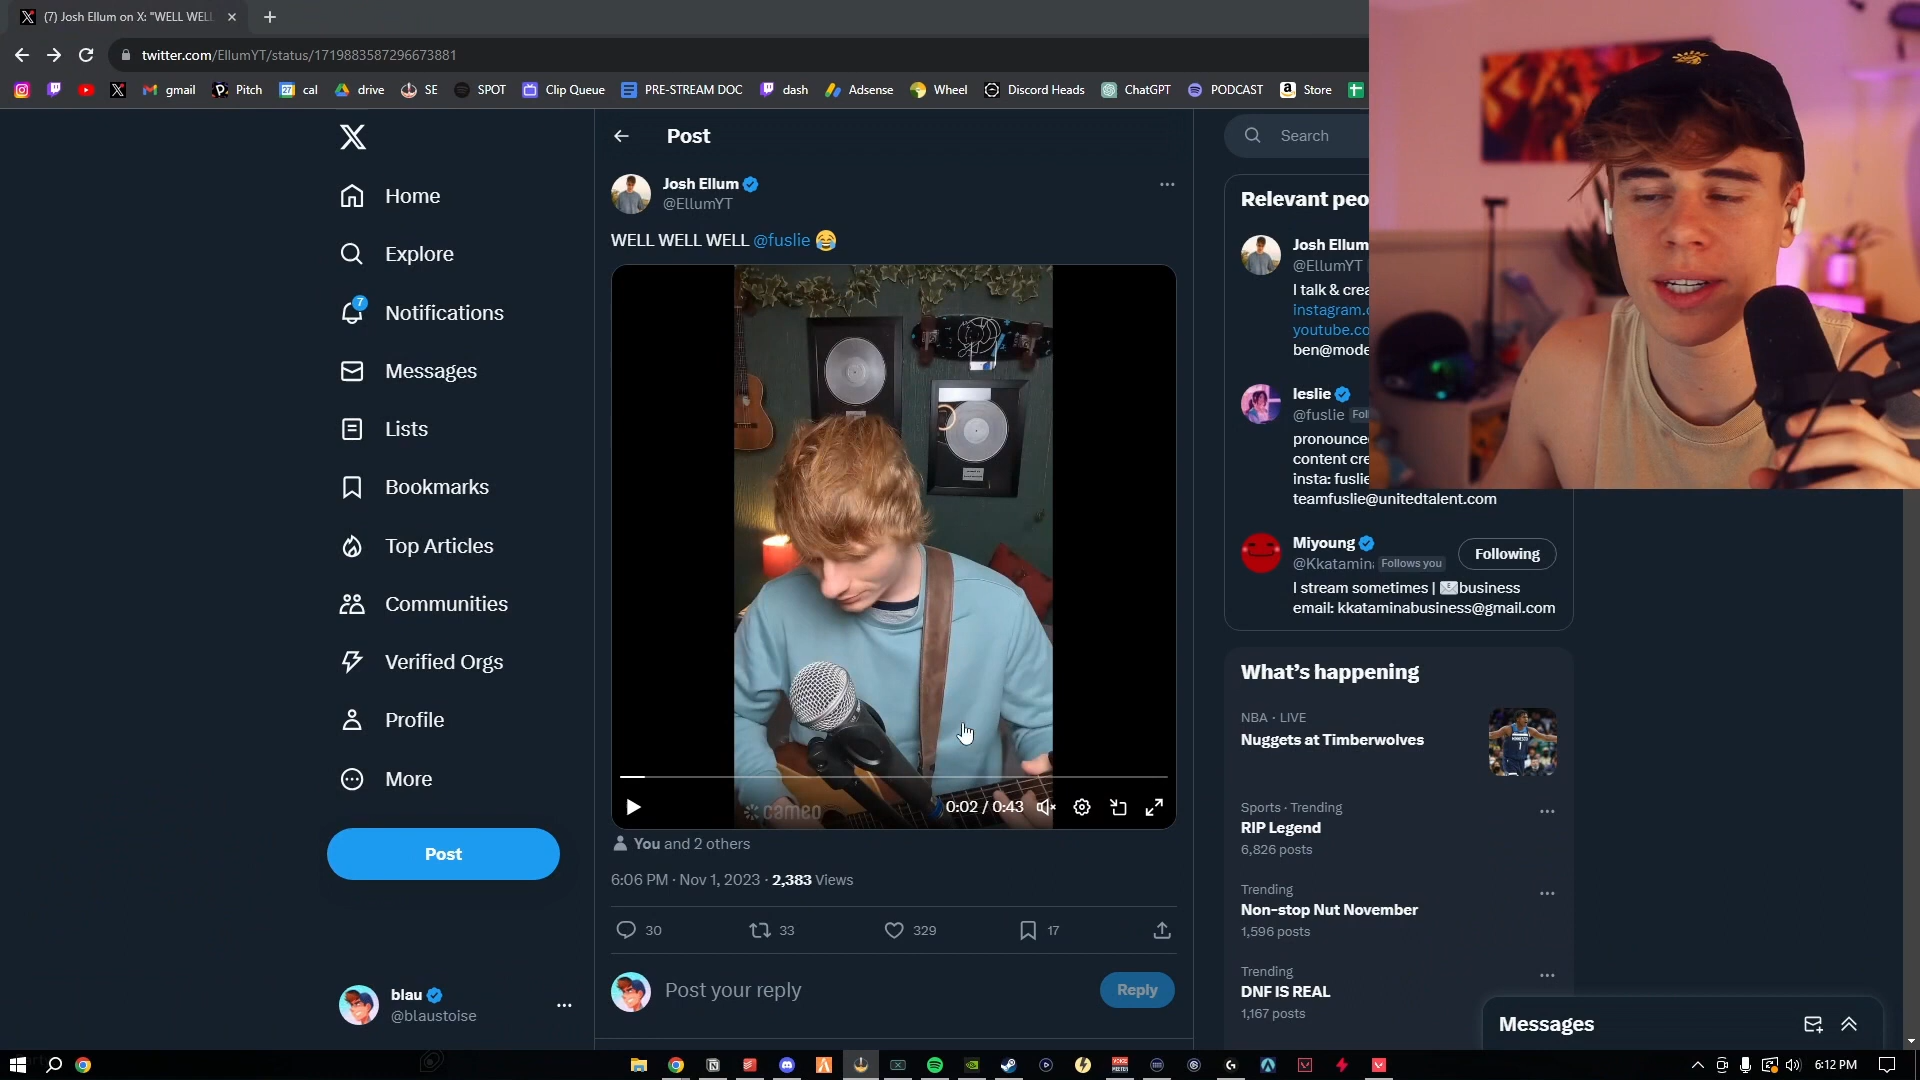 (7) Josh Ellum on X: "WELL WELL
twitter.com/EllumYT/status/1719883587296673881
gmail
Pitch
cal
drive
SE
SPOT
Clip Queue
PRE-STREAM DOC
dash
Adsense
Wheel
Discord Heads
ChatGPT
PODCAST
Store
Home
Explore
7
Notifications
Messages
Lists
Bookmarks
Top Articles
Communities
Verified Orgs
Profile
More
Post
blau
@blaustoise
Post
Josh Ellum
@EllumYT
WELL WELL WELL @fuslie 😂
cameo
0:02 / 0:43
You and 2 others
6:06 PM · Nov 1, 2023 · 2,383 Views
30
33
329
17
Post your reply
Reply
Search
Relevant peo
Josh Ellum
@EllumYT
I talk & crea
instagram.c
youtube.co
ben@mode
leslie
@fuslie Foll
pronounce
content cre
insta: fuslie
teamfuslie@unitedtalent.com
Miyoung
@Kkatamin Follows you
Following
I stream sometimes | ✉️business
email: kkataminabusiness@gmail.com
What's happening
NBA · LIVE
Nuggets at Timberwolves
Sports · Trending
RIP Legend
6,826 posts
Trending
Non-stop Nut November
1,596 posts
Trending
DNF IS REAL
1,167 posts
Messages
6:12 PM